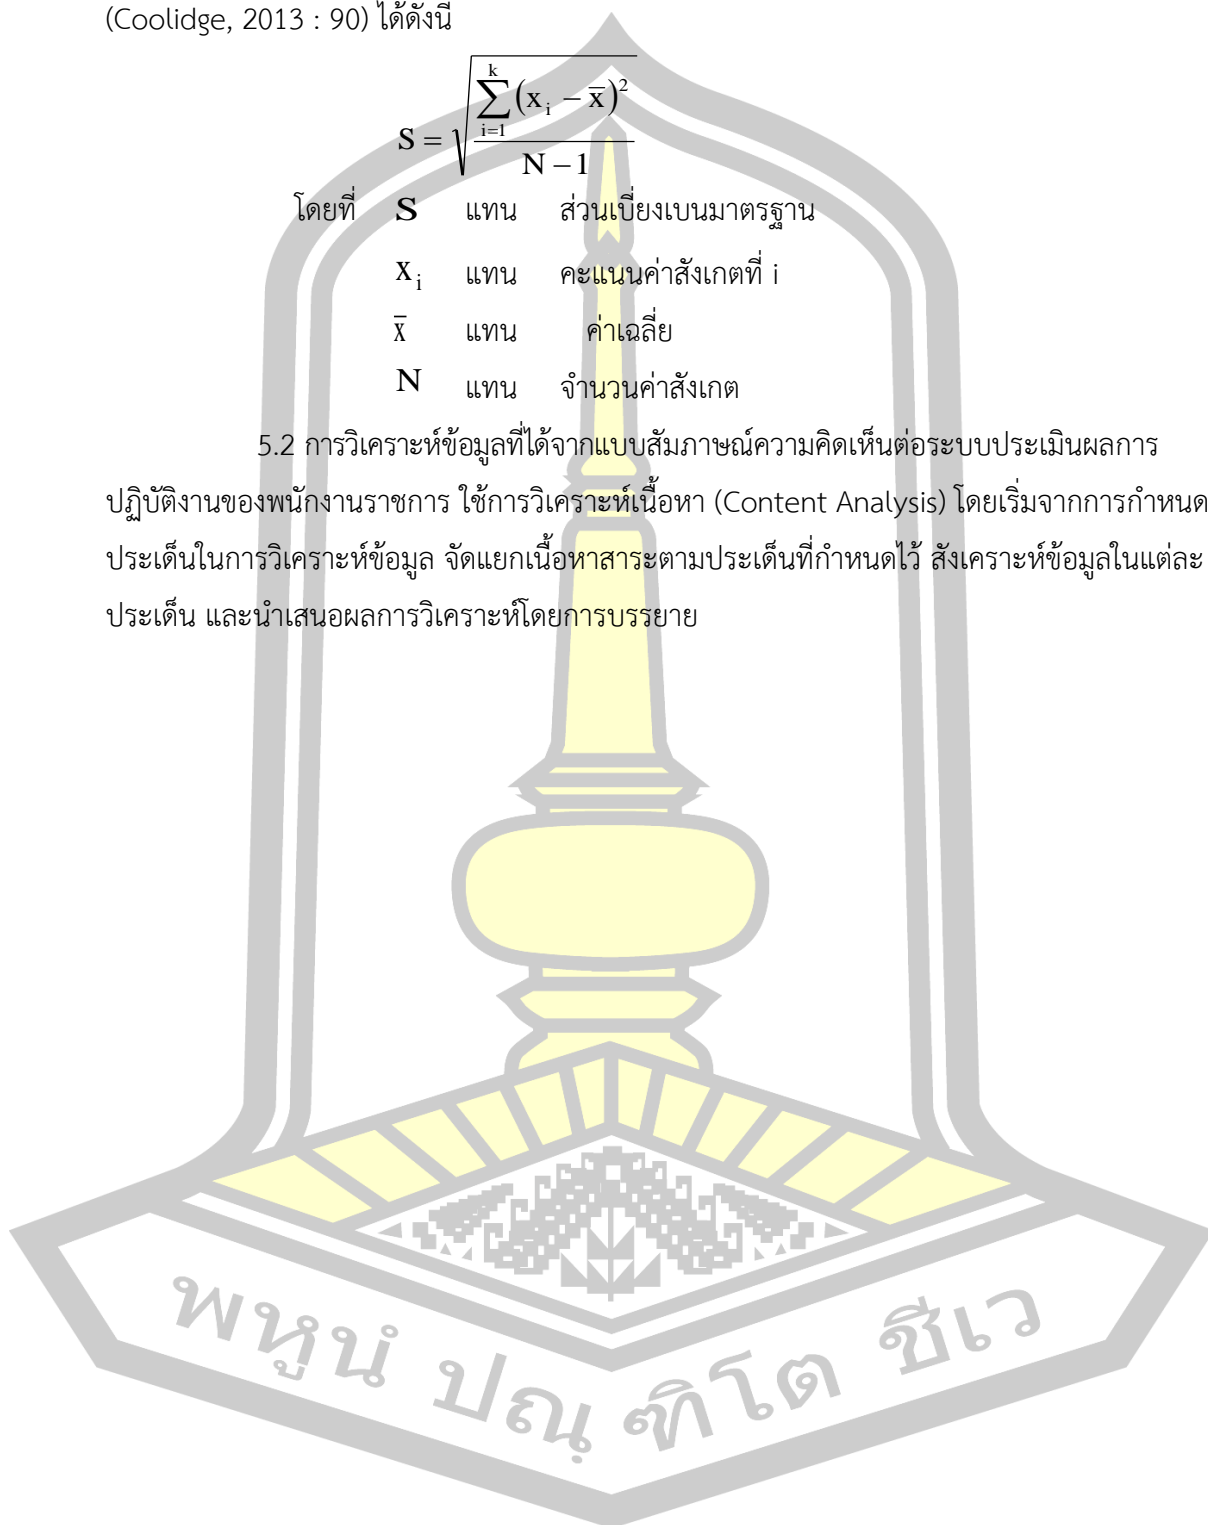 (Coolidge, 2013 : 90) ได้ดังนี้
S = √(∑_{i=1}^{k} (x_i − x̄)² / (N − 1))
โดยที่ S แทน ส่วนเบี่ยงเบนมาตรฐาน
x_i แทน คะแนนค่าสังเกตที่ i
x̄ แทน ค่าเฉลี่ย
N แทน จำนวนค่าสังเกต
5.2 การวิเคราะห์ข้อมูลที่ได้จากแบบสัมภาษณ์ความคิดเห็นต่อระบบประเมินผลการ
ปฏิบัติงานของพนักงานราชการ ใช้การวิเคราะห์เนื้อหา (Content Analysis) โดยเริ่มจากการกำหนด
ประเด็นในการวิเคราะห์ข้อมูล จัดแยกเนื้อหาสาระตามประเด็นที่กำหนดไว้ สังเคราะห์ข้อมูลในแต่ละ
ประเด็น และนำเสนอผลการวิเคราะห์โดยการบรรยาย
พหูนํ ปณฺฑิโต ชีเว